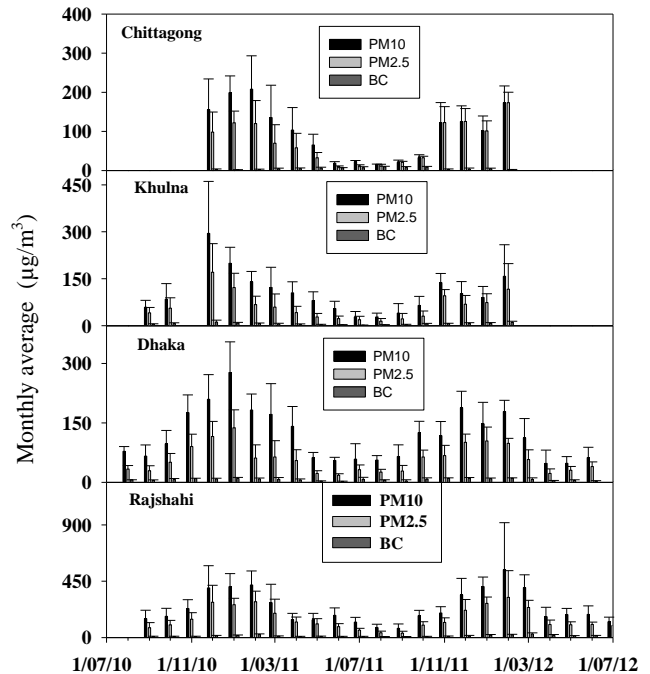 Monthly average (µg/m³)
400
300
200
100
0
Chittagong
PM10
PM2.5
BC
450
300
150
0
Khulna
PM10
PM2.5
BC
300
150
0
Dhaka
PM10
PM2.5
BC
900
450
0
Rajshahi
PM10
PM2.5
BC
1/07/10 1/11/10 1/03/11 1/07/11 1/11/11 1/03/12 1/07/12